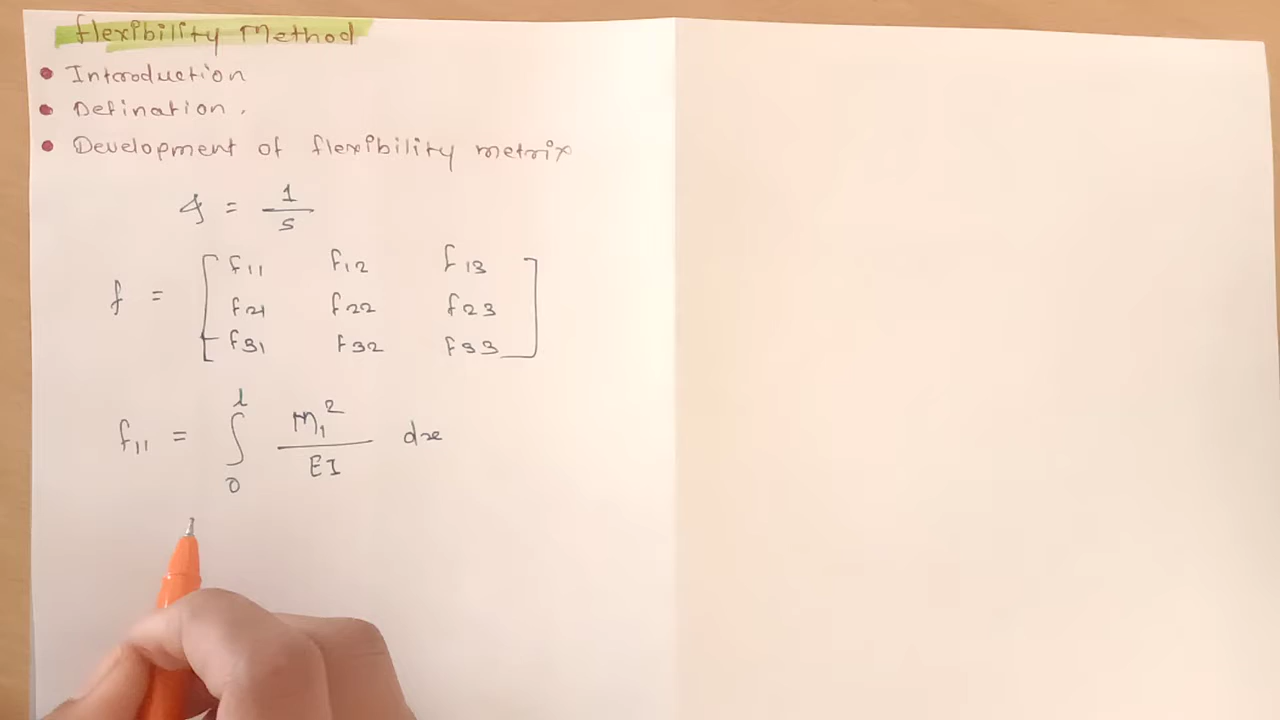 flexibility Method
• Introduction
• Defination.
• Development of flexibility metrix
f = 1/s
f = [ f11 f12 f13
f21 f22 f23
f31 f32 f33 ]
f11 = ∫₀ˡ M₁²/EI dx